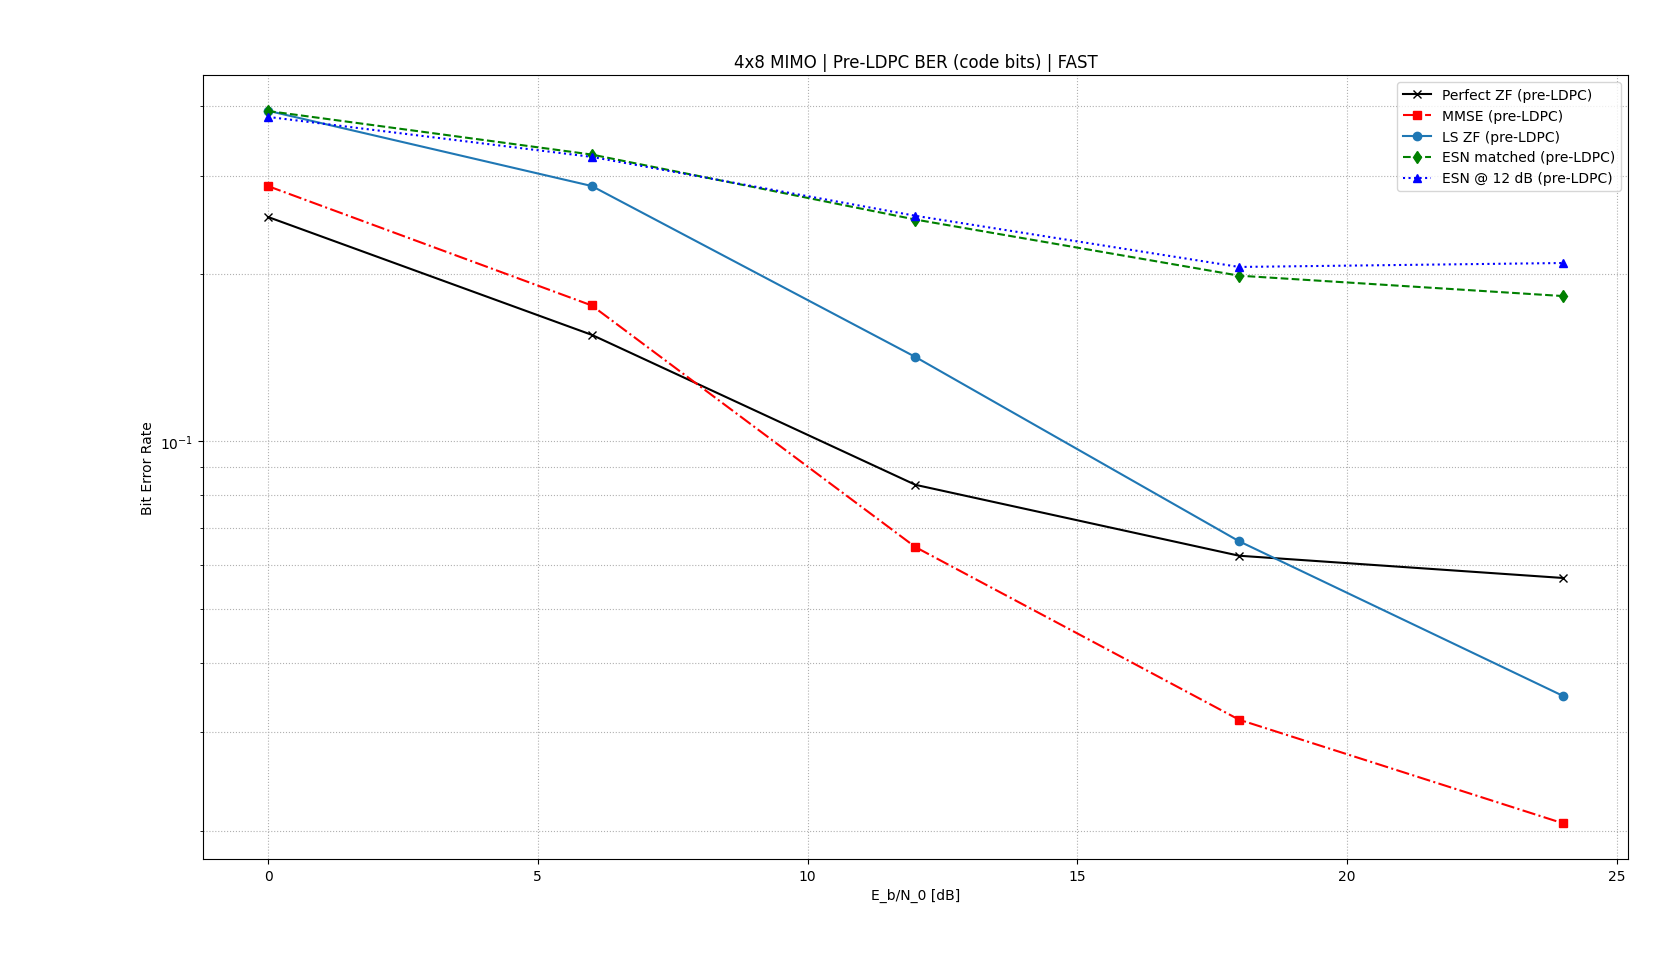 4x8 MIMO | Pre-LDPC BER (code bits) | FAST
Perfect ZF (pre-LDPC)
MMSE (pre-LDPC)
LS ZF (pre-LDPC)
ESN matched (pre-LDPC)
ESN @ 12 dB (pre-LDPC)
Bit Error Rate
10⁻¹
0 5 10 15 20 25
E_b/N_0 [dB]